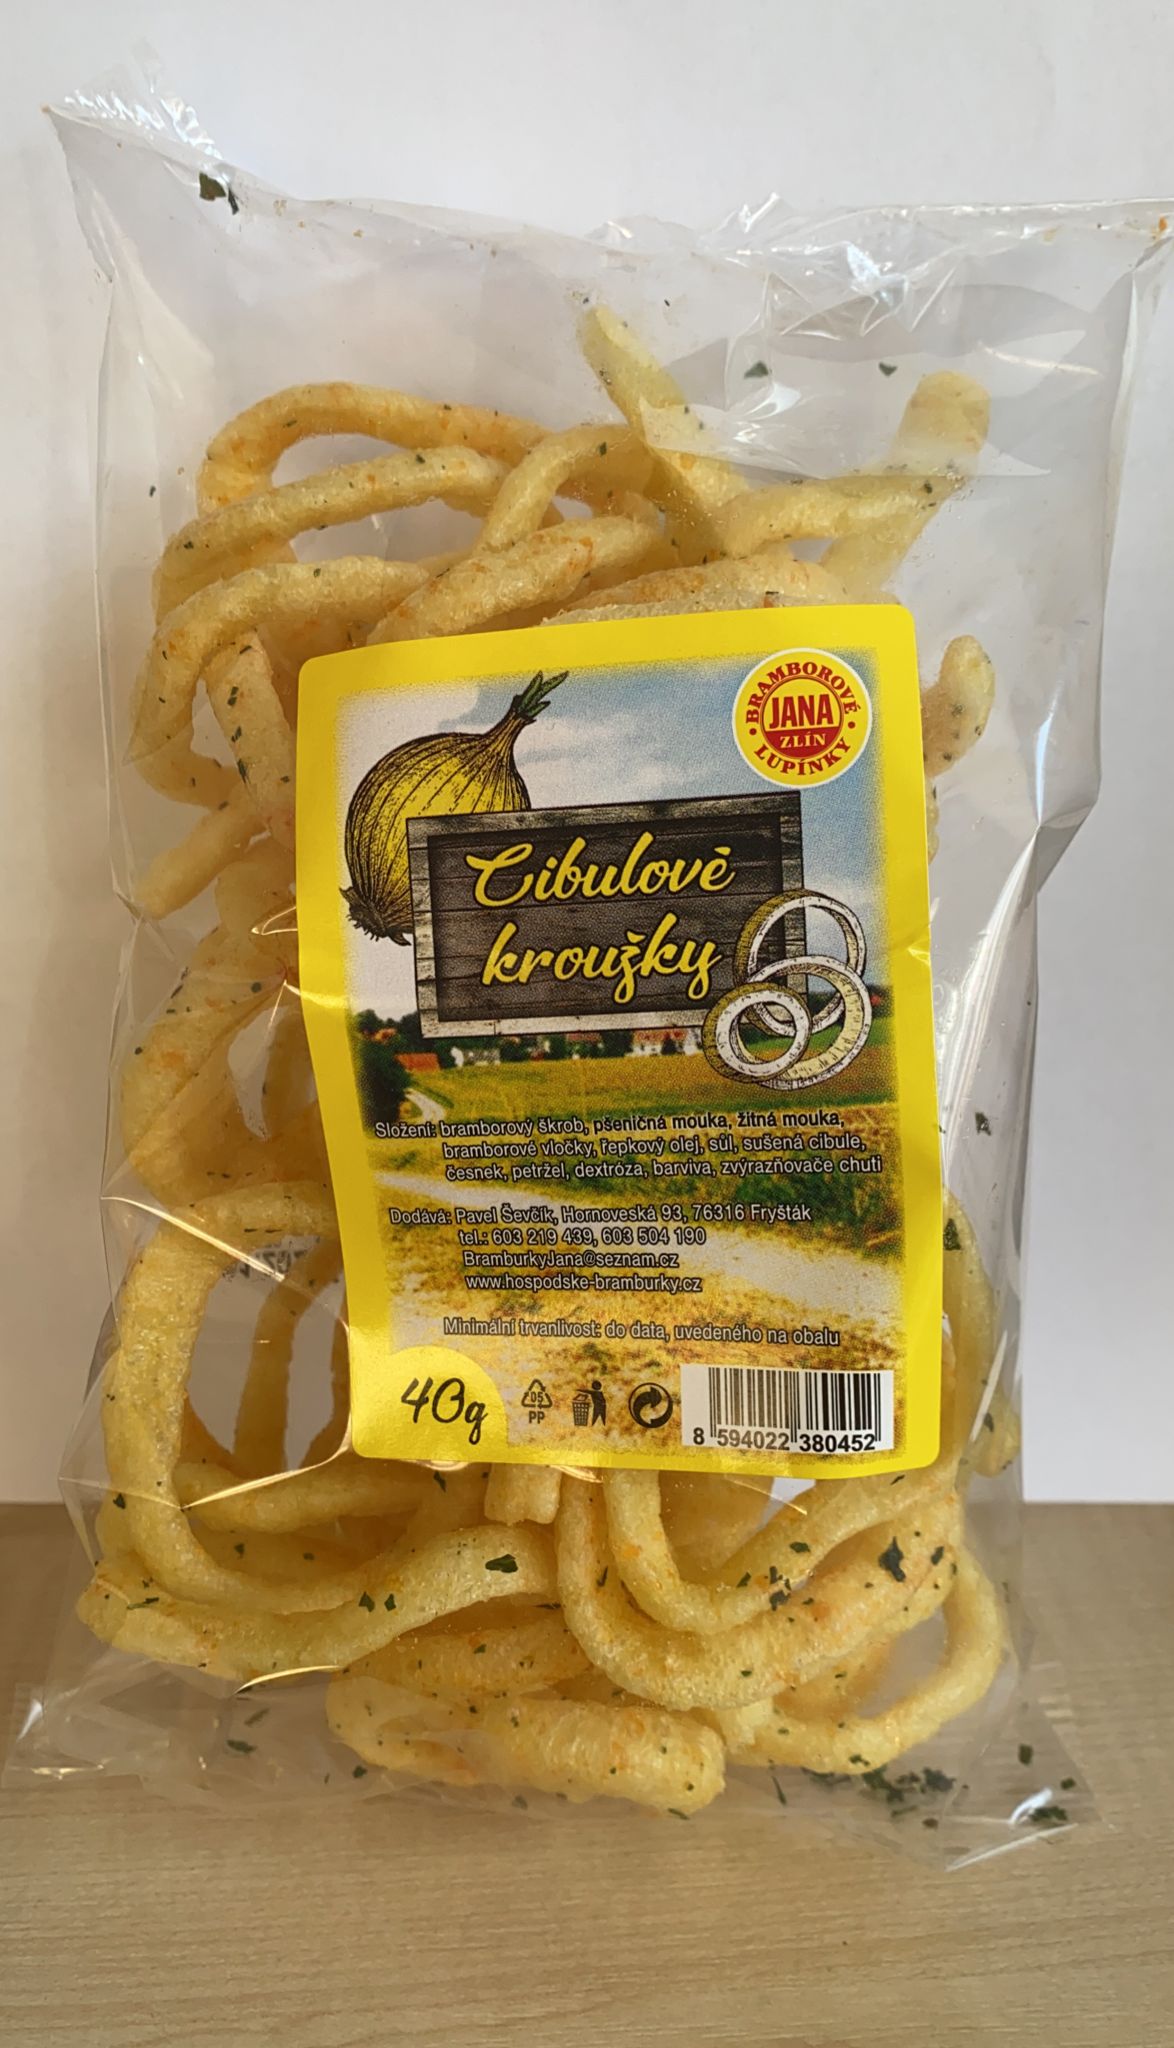 BRAMBOROVÉ
JANA
ZLÍN
LUPÍNKY
Cibulové
kroužky
Složení: bramborový škrob, pšeničná mouka, žitná mouka,
bramborové vločky, řepkový olej, sůl, sušená cibule,
česnek, petržel, dextróza, barviva, zvýrazňovače chuti
Dodává: Pavel Ševčík, Hornoveská 93, 76316 Fryšták
tel.: 603 219 439, 603 504 190
BramburkyJana@seznam.cz
www.hospodske-bramburky.cz
Minimální trvanlivost: do data, uvedeného na obalu
40g
05
PP
8 594022 380452